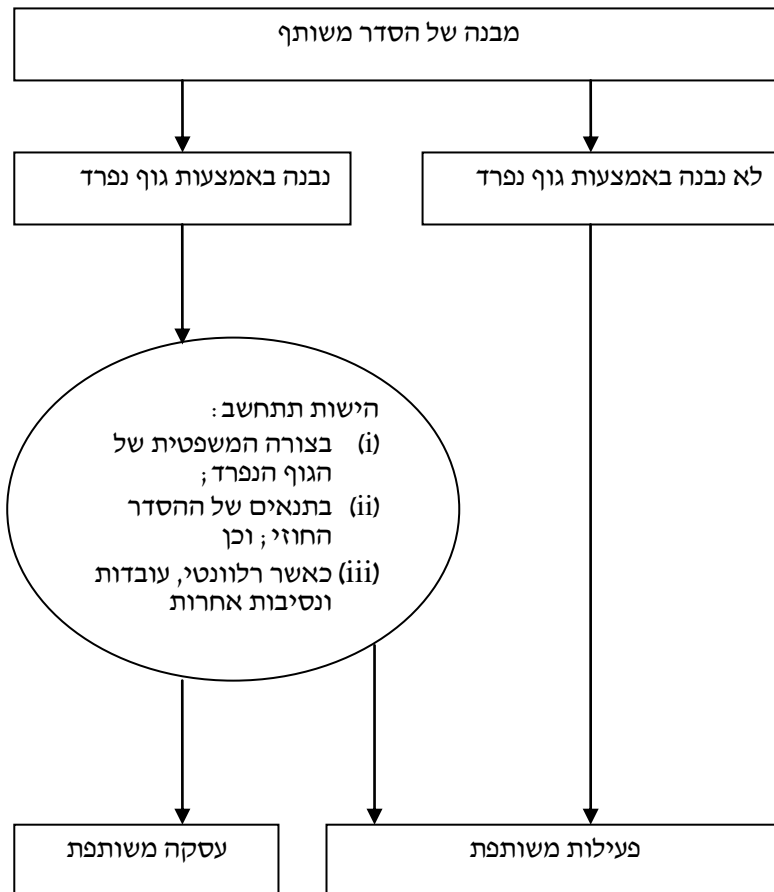 מבנה של הסדר משותף
לא נבנה באמצעות גוף נפרד
נבנה באמצעות גוף נפרד
הישות תתחשב:
(i) בצורה המשפטית של
הגוף הנפרד;
(ii) בתנאים של ההסדר
החוזי; וכן
(iii) כאשר רלוונטי, עובדות
ונסיבות אחרות
פעילות משותפת
עסקה משותפת